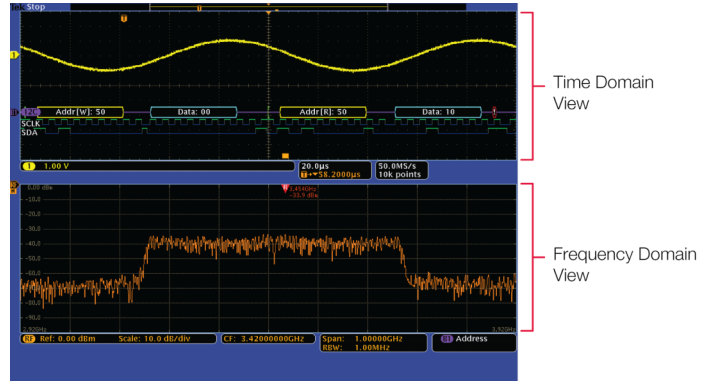 Tek Stop
Time Domain
View
1
I2C
Addr[W]: 50
Data: 00
Addr[R]: 50
Data: 10
!
SCLK
SDA
1 1.00 V
20.0µs
58.2000µs
50.0MS/s
10k points
0.00 dBm
3.454GHz
-33.9 dBm
-10.0
-20.0
-30.0
-40.0
-50.0
-60.0
-70.0
-80.0
-90.0
Frequency Domain
View
2.92GHz
3.92GHz
RF Ref: 0.00 dBm Scale: 10.0 dB/div
CF: 3.42000000GHz
Span: 1.00000GHz
RBW: 1.00MHz
B1 Address